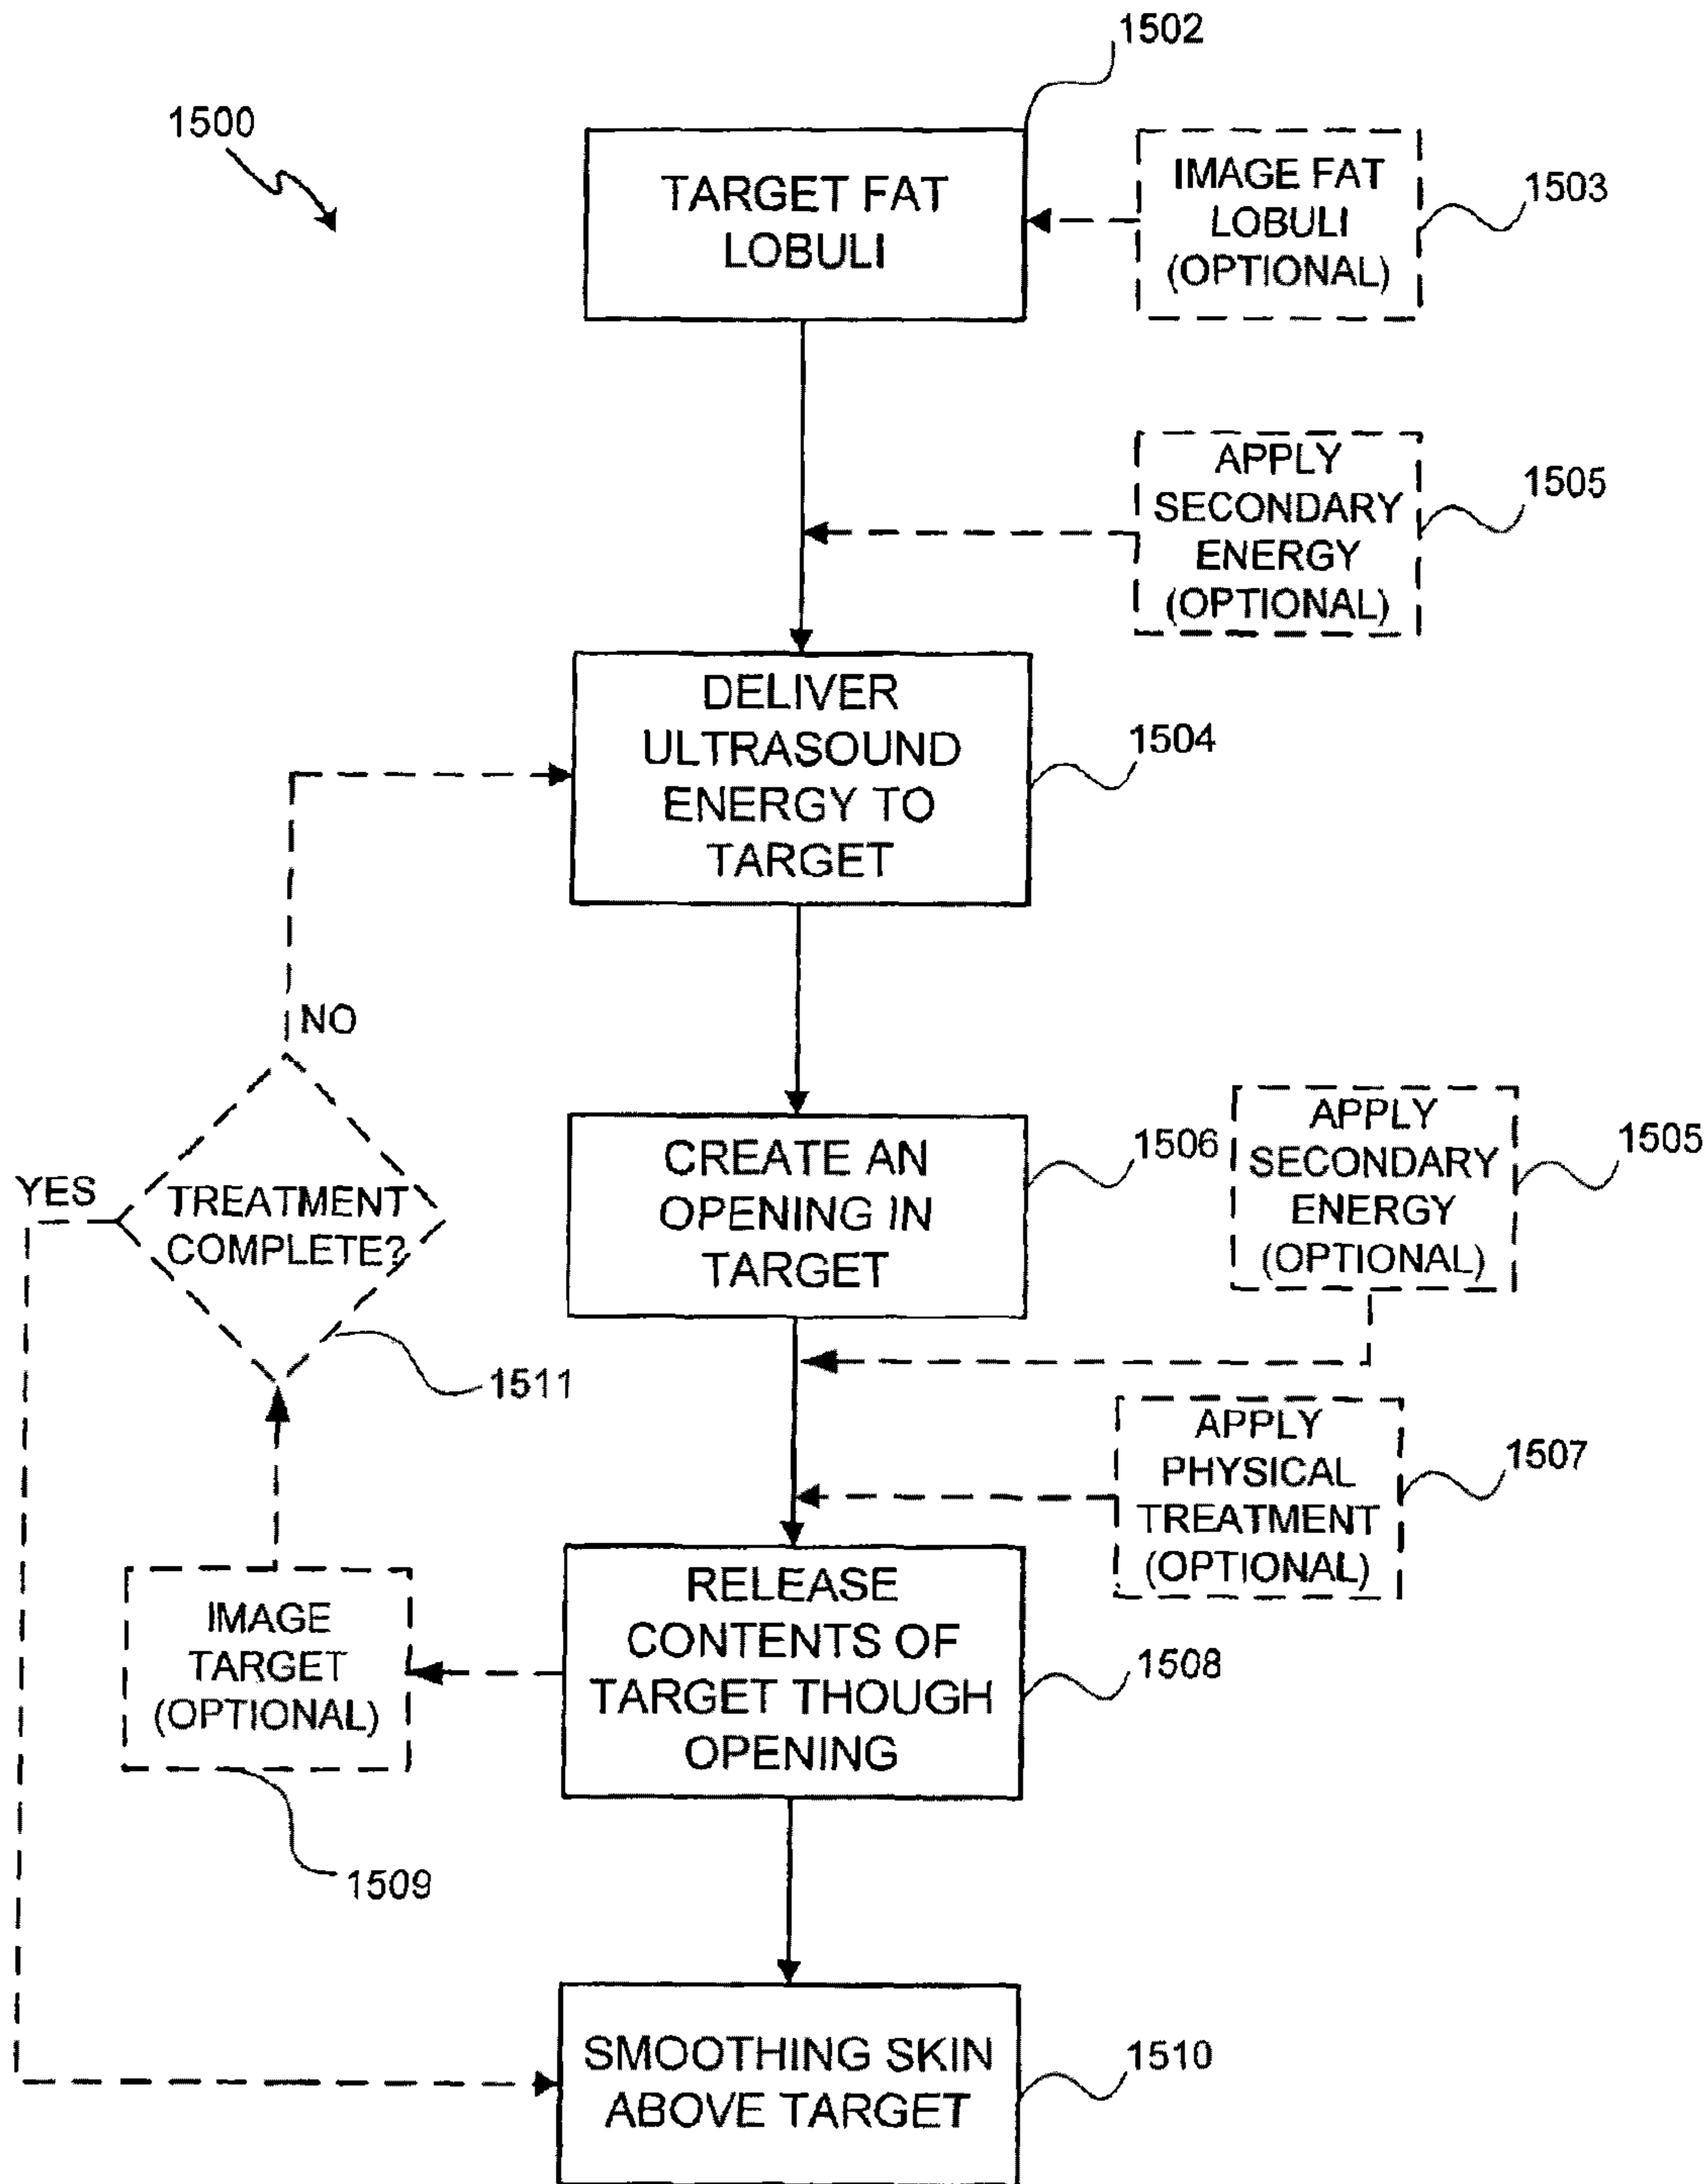 1502
1500
TARGET FAT
LOBULI
IMAGE FAT
LOBULI
(OPTIONAL)
1503
APPLY
SECONDARY
ENERGY
(OPTIONAL)
1505
DELIVER
ULTRASOUND
ENERGY TO
TARGET
1504
NO
CREATE AN
OPENING IN
TARGET
1506
APPLY
SECONDARY
ENERGY
(OPTIONAL)
1505
YES
TREATMENT
COMPLETE?
1511
APPLY
PHYSICAL
TREATMENT
(OPTIONAL)
1507
RELEASE
CONTENTS OF
TARGET THOUGH
OPENING
1508
IMAGE
TARGET
(OPTIONAL)
1509
SMOOTHING SKIN
ABOVE TARGET
1510